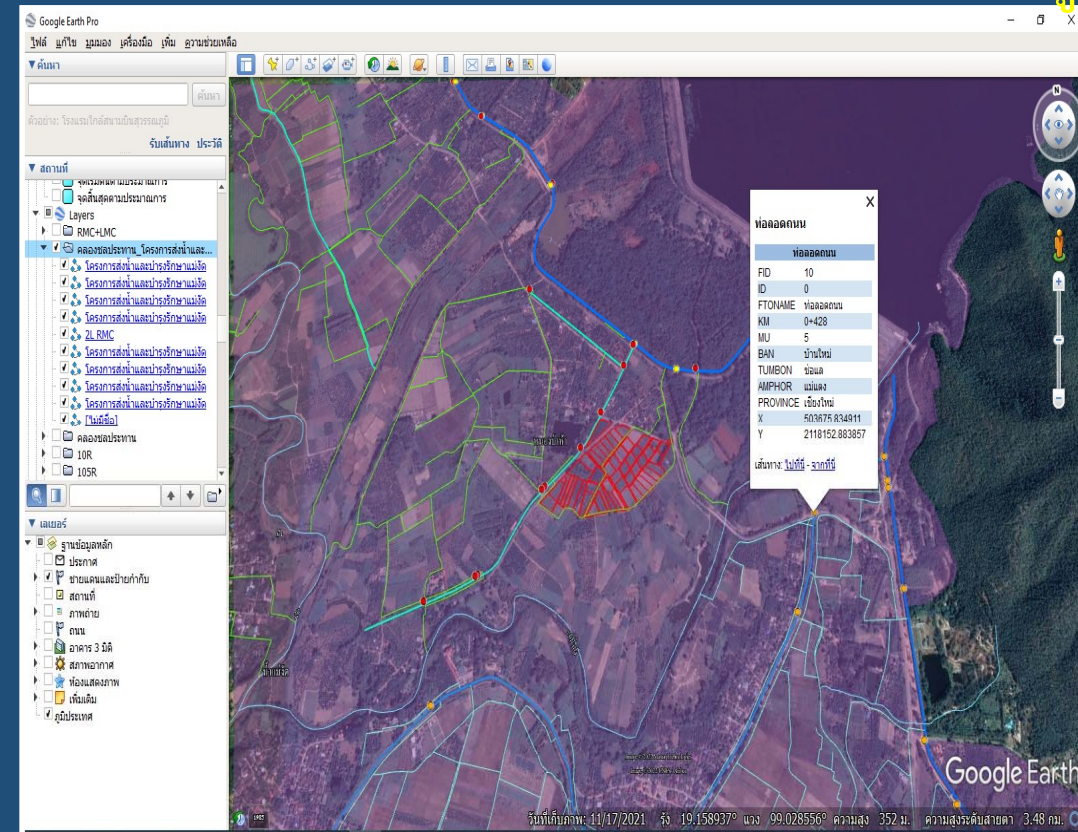 Google Earth Pro
ไฟล์ แก้ไข มุมมอง เครื่องมือ เพิ่ม ความช่วยเหลือ
ค้นหา
ค้นหา
ตัวอย่าง: โรงแรมใกล้สนามบินสุวรรณภูมิ
รับเส้นทาง ประวัติ
สถานที่
จุดเริ่มต้นตามประมาณการ
จุดสิ้นสุดตามประมาณการ
Layers
RMC+LMC
คลองชลประทาน_โครงการส่งน้ำและ...
โครงการส่งน้ำและบำรุงรักษาแม่งัด
โครงการส่งน้ำและบำรุงรักษาแม่งัด
โครงการส่งน้ำและบำรุงรักษาแม่งัด
โครงการส่งน้ำและบำรุงรักษาแม่งัด
2L RMC
โครงการส่งน้ำและบำรุงรักษาแม่งัด
โครงการส่งน้ำและบำรุงรักษาแม่งัด
โครงการส่งน้ำและบำรุงรักษาแม่งัด
โครงการส่งน้ำและบำรุงรักษาแม่งัด
[ไม่มีชื่อ]
คลองชลประทาน
10R
105R
เลเยอร์
ฐานข้อมูลหลัก
ประกาศ
ชายแดนและป้ายกำกับ
สถานที่
ภาพถ่าย
ถนน
อาคาร 3 มิติ
สภาพอากาศ
ห้องแสดงภาพ
เพิ่มเติม
ภูมิประเทศ
N
ท่อลอดถนน
ท่อลอดถนน
FID 10
ID 0
FTONAME ท่อลอดถนน
KM 0+428
MU 5
BAN บ้านใหม่
TUMBON ช่อแล
AMPHOR แม่แตง
PROVINCE เชียงใหม่
X 503675.834911
Y 2118152.883857
เส้นทาง: ไปที่นี่ - จากที่นี่
น้ำแม่งัด
Google Earth
1985
วันที่เก็บภาพ: 11/17/2021 รุ้ง 19.158937° แวง 99.028556° ความสูง 352 ม. ความสูงระดับสายตา 3.48 กม.